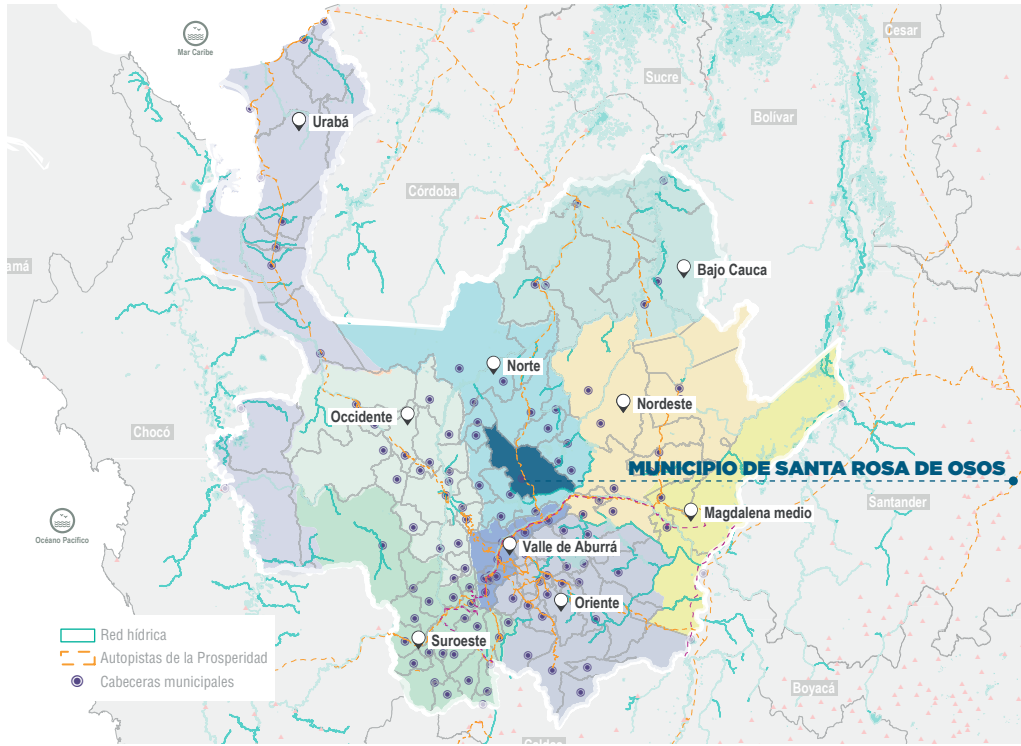 Cesar
Mar Caribe
Sucre
Bolívar
Urabá
Córdoba
amá
Bajo Cauca
Norte
Nordeste
Occidente
Chocó
MUNICIPIO DE SANTA ROSA DE OSOS
Santander
Magdalena medio
Océano Pacífico
Valle de Aburrá
Oriente
Red hídrica
Suroeste
Autopistas de la Prosperidad
Cabeceras municipales
Boyacá